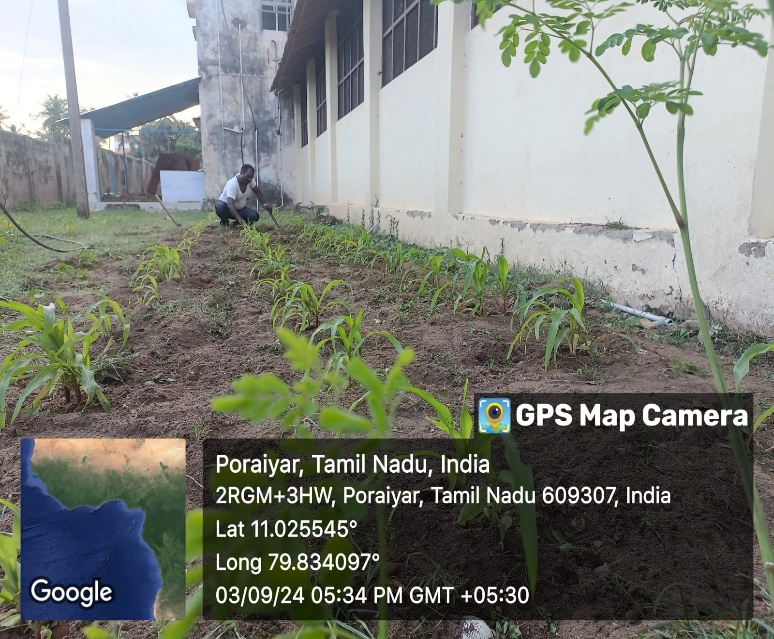 GPS Map Camera
Poraiyar, Tamil Nadu, India
2RGM+3HW, Poraiyar, Tamil Nadu 609307, India
Lat 11.025545°
Long 79.834097°
03/09/24 05:34 PM GMT +05:30
Google